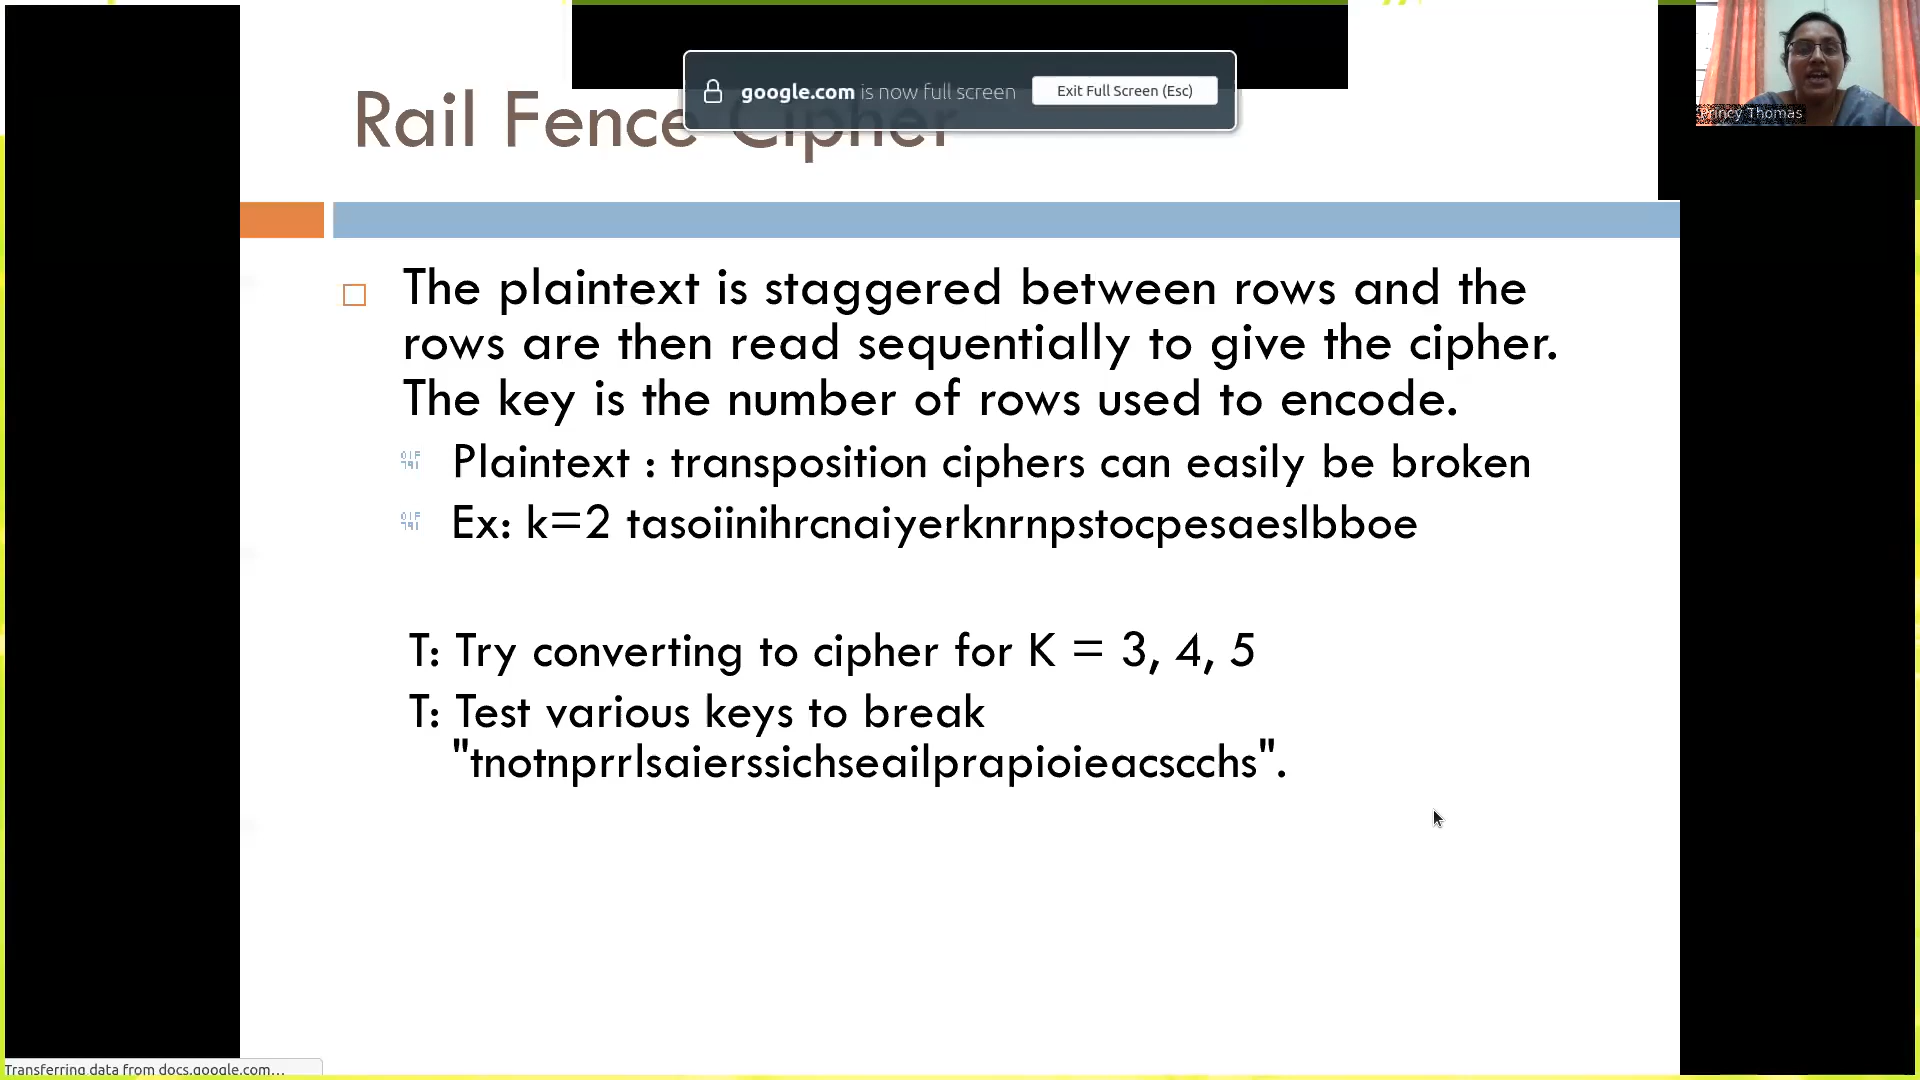 google.com is now full screen
Exit Full Screen (Esc)
Rail Fence Cipher
Princy Thomas
The plaintext is staggered between rows and the
rows are then read sequentially to give the cipher.
The key is the number of rows used to encode.
Plaintext : transposition ciphers can easily be broken
Ex: k=2 tasoiinihrcnaiyerknrnpstocpesaeslbboe
T: Try converting to cipher for K = 3, 4, 5
T: Test various keys to break
"tnotnprrlsaierssichseailprapioieacscchs".
Transferring data from docs.google.com...